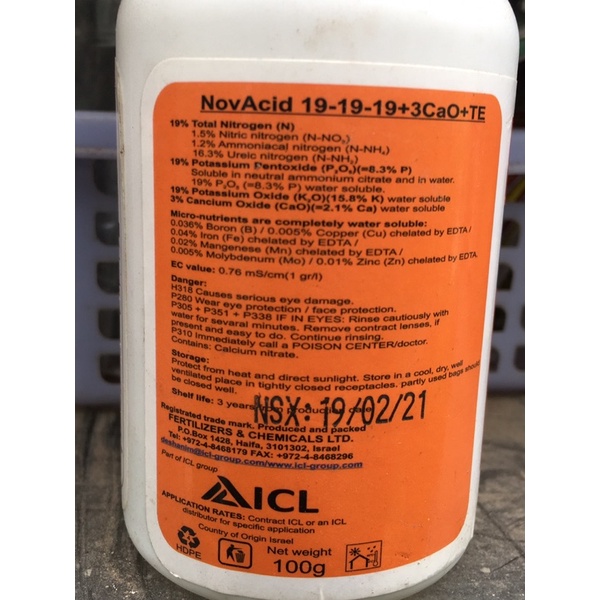 NovAcid 19-19-19+3CaO+TE
19% Total Nitrogen (N)
1.5% Nitric nitrogen (N-NO₃)
1.2% Ammoniacal nitrogen (N-NH₄)
16.3% Ureic nitrogen (N-NH₂)
19% Potassium Pentoxide (P₂O₅)(=8.3% P)
Soluble in neutral ammonium citrate and in water.
19% P₂O₅ (=8.3% P) water soluble.
19% Potassium Oxide (K₂O)(15.8% K) water soluble
3% Cancium Oxide (CaO)(=2.1% Ca) water soluble
Micro-nutrients are completely water soluble:
0.036% Boron (B) / 0.005% Copper (Cu) chelated by EDTA /
0.04% Iron (Fe) chelated by EDTA /
0.02% Manganese (Mn) chelated by EDTA /
0.005% Molybdenum (Mo) / 0.01% Zinc (Zn) chelated by EDTA.
EC value: 0.76 mS/cm(1 gr/l)
Danger:
H318 Causes serious eye damage.
P280 Wear eye protection / face protection.
P305 + P351 + P338 IF IN EYES: Rinse cautiously with
water for sevaral minutes. Remove contract lenses, if
present and easy to do. Continue rinsing.
P310 Immediately call a POISON CENTER/doctor.
Contains: Calcium nitrate.
Storage:
Protect from heat and direct sunlight. Store in a cool, dry, well
ventilated place in tightly closed receptacles. partly used bags should
be closed well.
Shelf life: 3 years production date
NSX: 19/02/21
Registrated trade mark. Produced and packed
FERTILIZERS & CHEMICALS LTD.
P.O.Box 1428, Haifa, 3101302, Israel
Tel: +972-4-8468179 FAX: +972-4-8468296
deshanim@icl-group.com/www.icl-group.com
Part of ICL group
ICL
APPLICATION RATES: Contract ICL or an ICL
distributor for specific application
Country of Origin Israel
HDPE
Net weight
100g